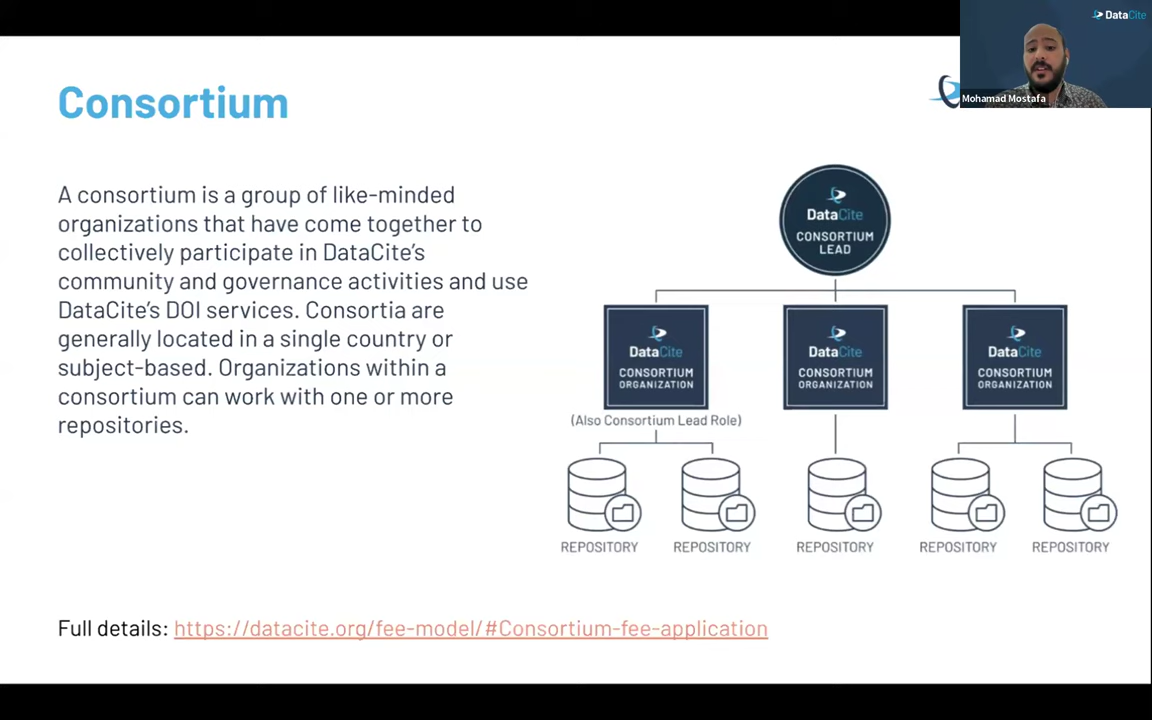 DataCite
Mohamad Mostafa
Consortium
A consortium is a group of like-minded
organizations that have come together to
collectively participate in DataCite’s
community and governance activities and use
DataCite’s DOI services. Consortia are
generally located in a single country or
subject-based. Organizations within a
consortium can work with one or more
repositories.
DataCite
CONSORTIUM
LEAD
DataCite
CONSORTIUM
ORGANIZATION
DataCite
CONSORTIUM
ORGANIZATION
DataCite
CONSORTIUM
ORGANIZATION
(Also Consortium Lead Role)
REPOSITORY
REPOSITORY
REPOSITORY
REPOSITORY
REPOSITORY
Full details: https://datacite.org/fee-model/#Consortium-fee-application